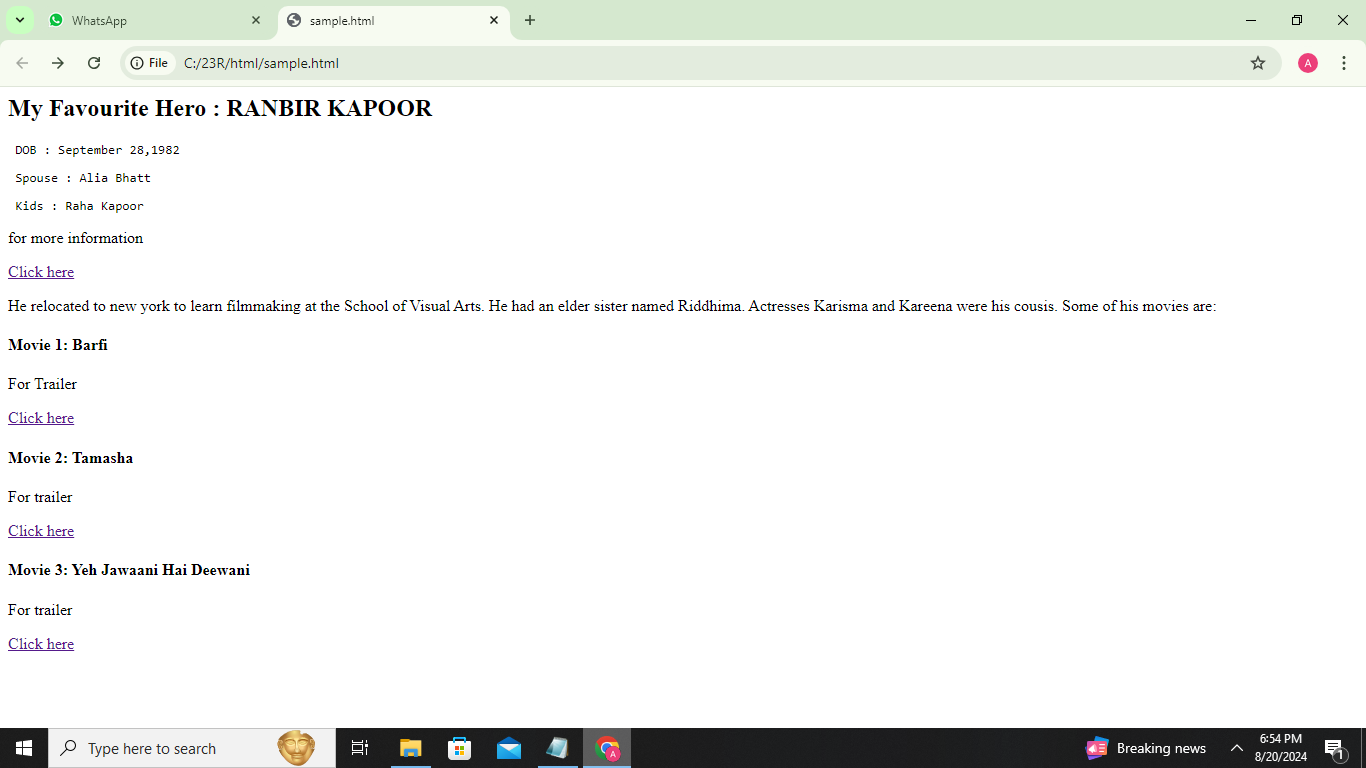 WhatsApp
sample.html
File C:/23R/html/sample.html
A
My Favourite Hero : RANBIR KAPOOR
DOB : September 28,1982
Spouse : Alia Bhatt
Kids : Raha Kapoor
for more information
Click here
He relocated to new york to learn filmmaking at the School of Visual Arts. He had an elder sister named Riddhima. Actresses Karisma and Kareena were his cousis. Some of his movies are:
Movie 1: Barfi
For Trailer
Click here
Movie 2: Tamasha
For trailer
Click here
Movie 3: Yeh Jawaani Hai Deewani
For trailer
Click here
Type here to search
A
Breaking news
6:54 PM
8/20/2024
1